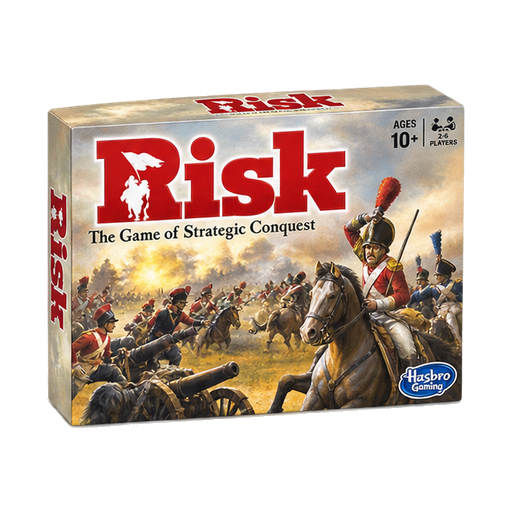 Risk
Risk
The Game of Strategic Conquest
AGES
10+
2-6
PLAYERS
Risk
Hasbro
Gaming